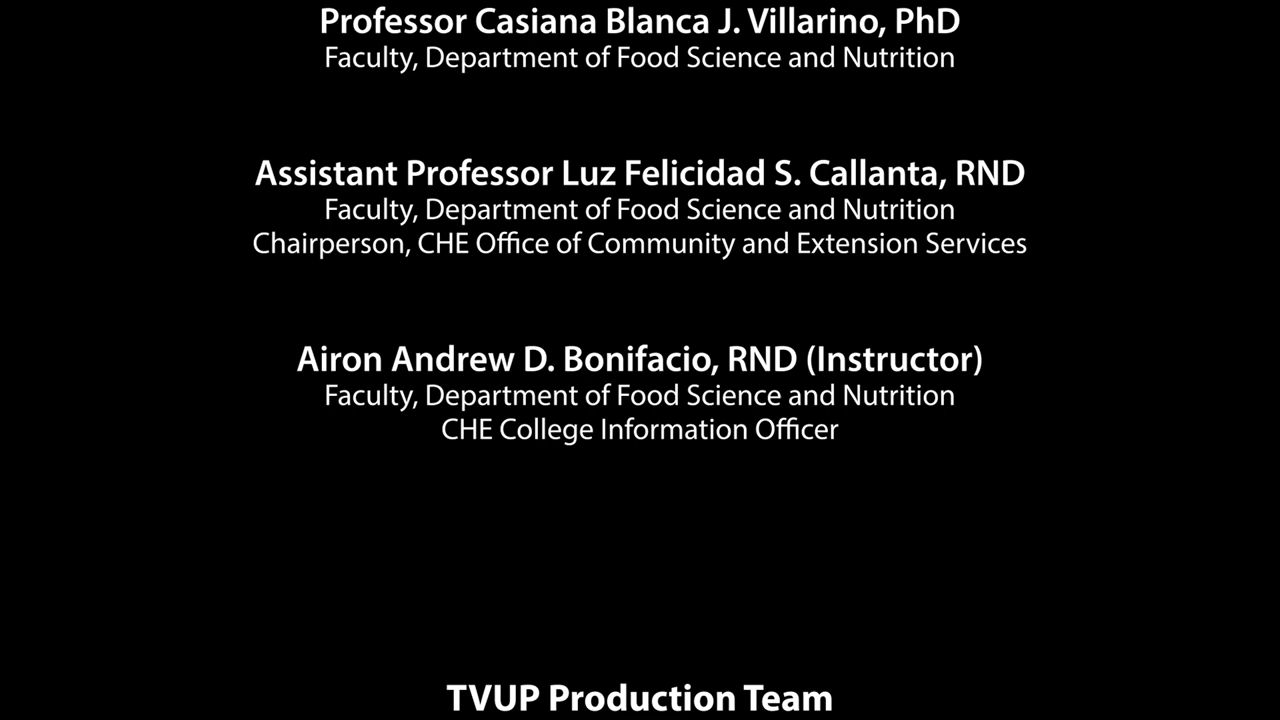 Professor Casiana Blanca J. Villarino, PhD
Faculty, Department of Food Science and Nutrition
Assistant Professor Luz Felicidad S. Callanta, RND
Faculty, Department of Food Science and Nutrition
Chairperson, CHE Office of Community and Extension Services
Airon Andrew D. Bonifacio, RND (Instructor)
Faculty, Department of Food Science and Nutrition
CHE College Information Officer
TVUP Production Team